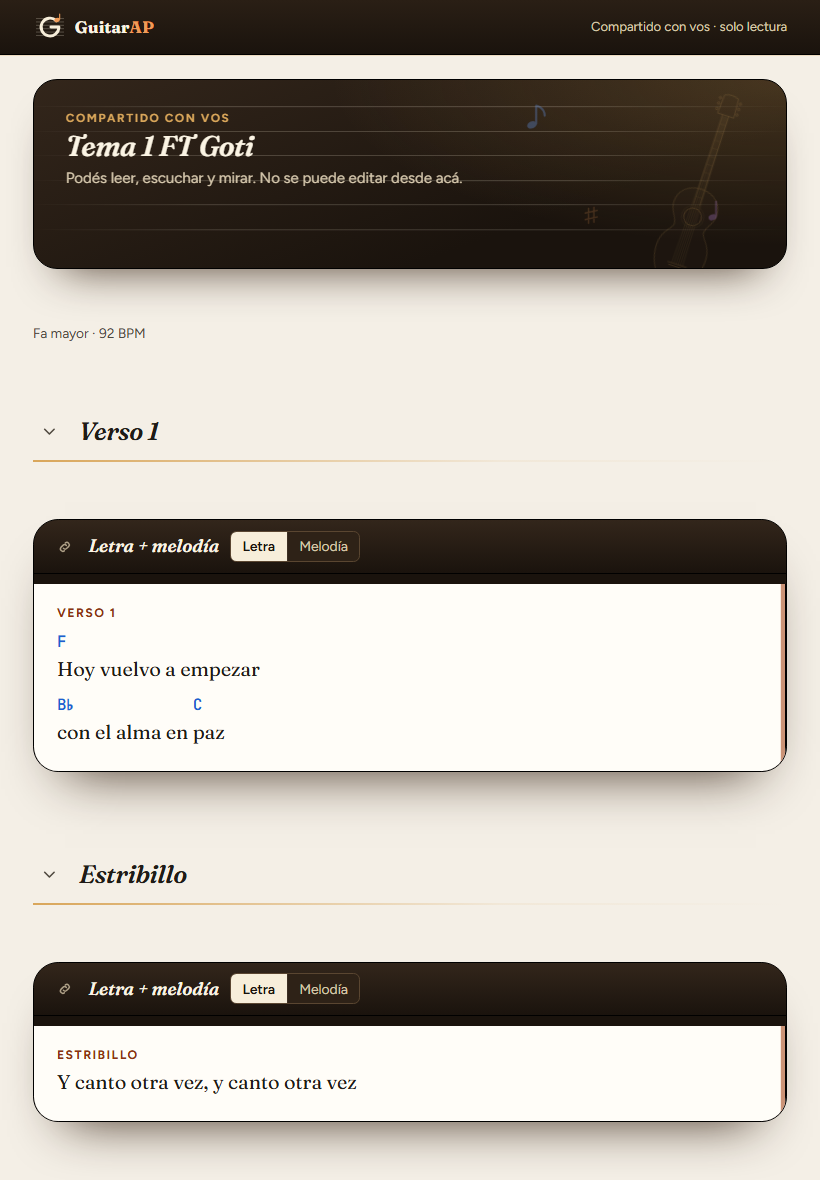 GuitarAP
Compartido con vos · solo lectura
COMPARTIDO CON VOS
Tema 1 FT Goti
Podés leer, escuchar y mirar. No se puede editar desde acá.
Fa mayor · 92 BPM
Verso 1
Letra + melodía Letra Melodía
VERSO 1
F
Hoy vuelvo a empezar
B♭ C
con el alma en paz
Estribillo
Letra + melodía Letra Melodía
ESTRIBILLO
Y canto otra vez, y canto otra vez